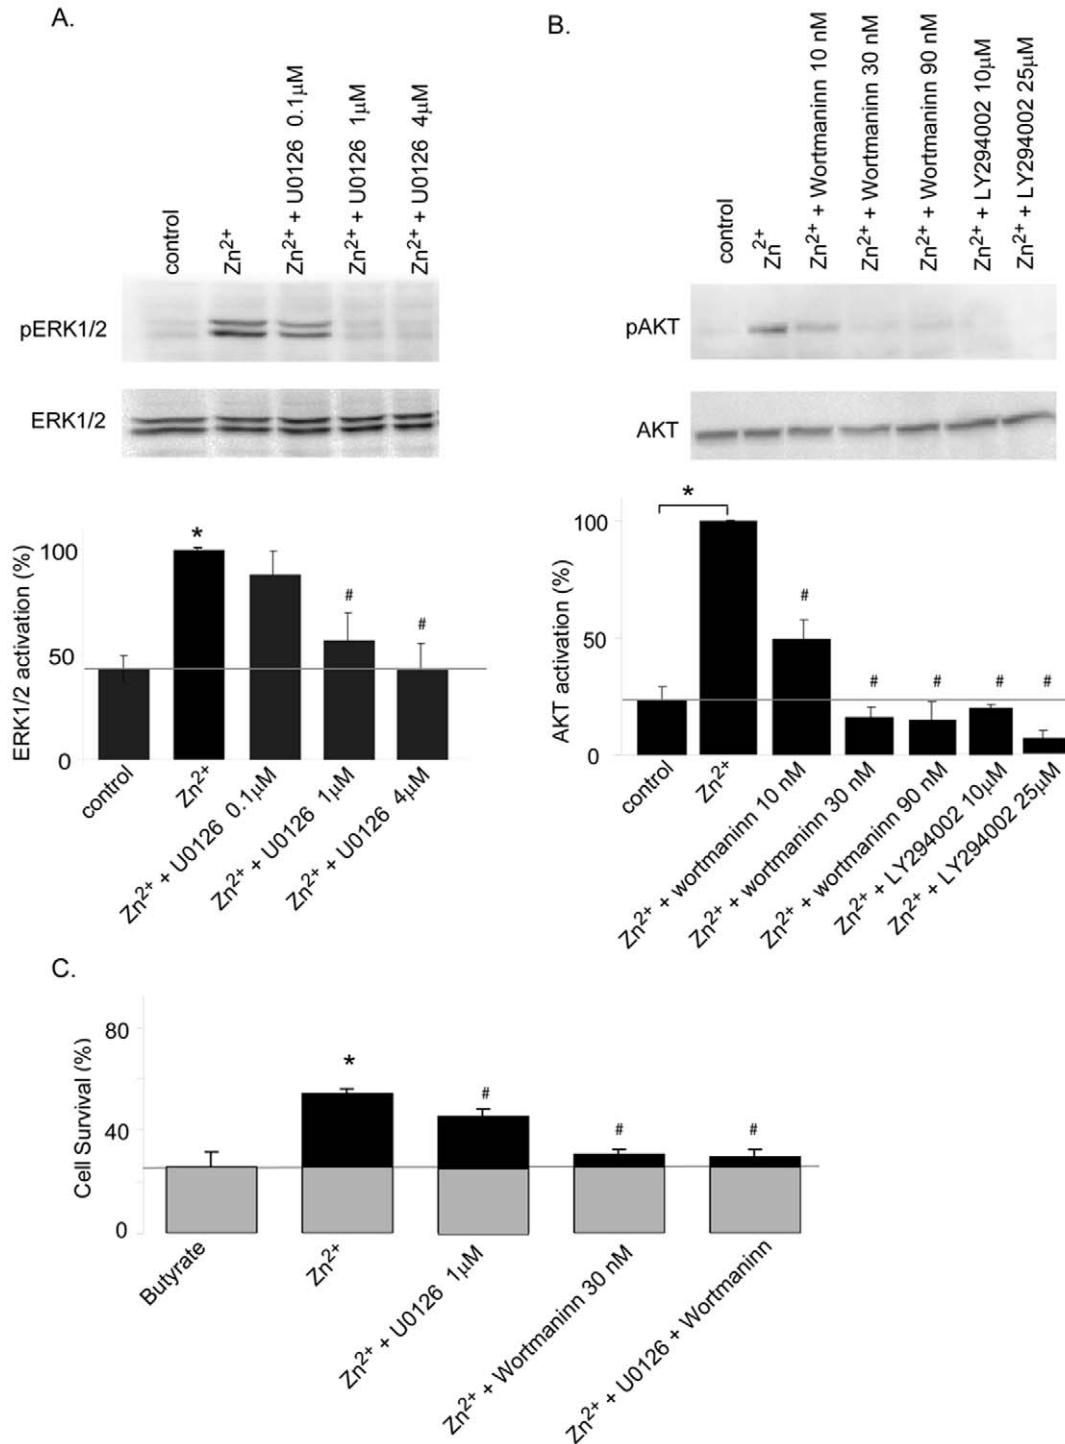 A.
control
Zn2+
Zn2+ + U0126 0.1μM
Zn2+ + U0126 1μM
Zn2+ + U0126 4μM
pERK1/2
ERK1/2
ERK1/2 activation (%)
100
50
0
*
#
#
control
Zn2+
Zn2+ + U0126 0.1μM
Zn2+ + U0126 1μM
Zn2+ + U0126 4μM
B.
control
Zn2+
Zn2+ + Wortmaninn 10 nM
Zn2+ + Wortmaninn 30 nM
Zn2+ + Wortmaninn 90 nM
Zn2+ + LY294002 10μM
Zn2+ + LY294002 25μM
pAKT
AKT
AKT activation (%)
100
50
0
*
#
#
#
#
#
control
Zn2+
Zn2+ + wortmaninn 10 nM
Zn2+ + wortmaninn 30 nM
Zn2+ + wortmaninn 90 nM
Zn2+ + LY294002 10μM
Zn2+ + LY294002 25μM
C.
Cell Survival (%)
80
40
0
*
#
#
#
Butyrate
Zn2+
Zn2+ + U0126 1μM
Zn2+ + Wortmaninn 30 nM
Zn2+ + U0126 + Wortmaninn